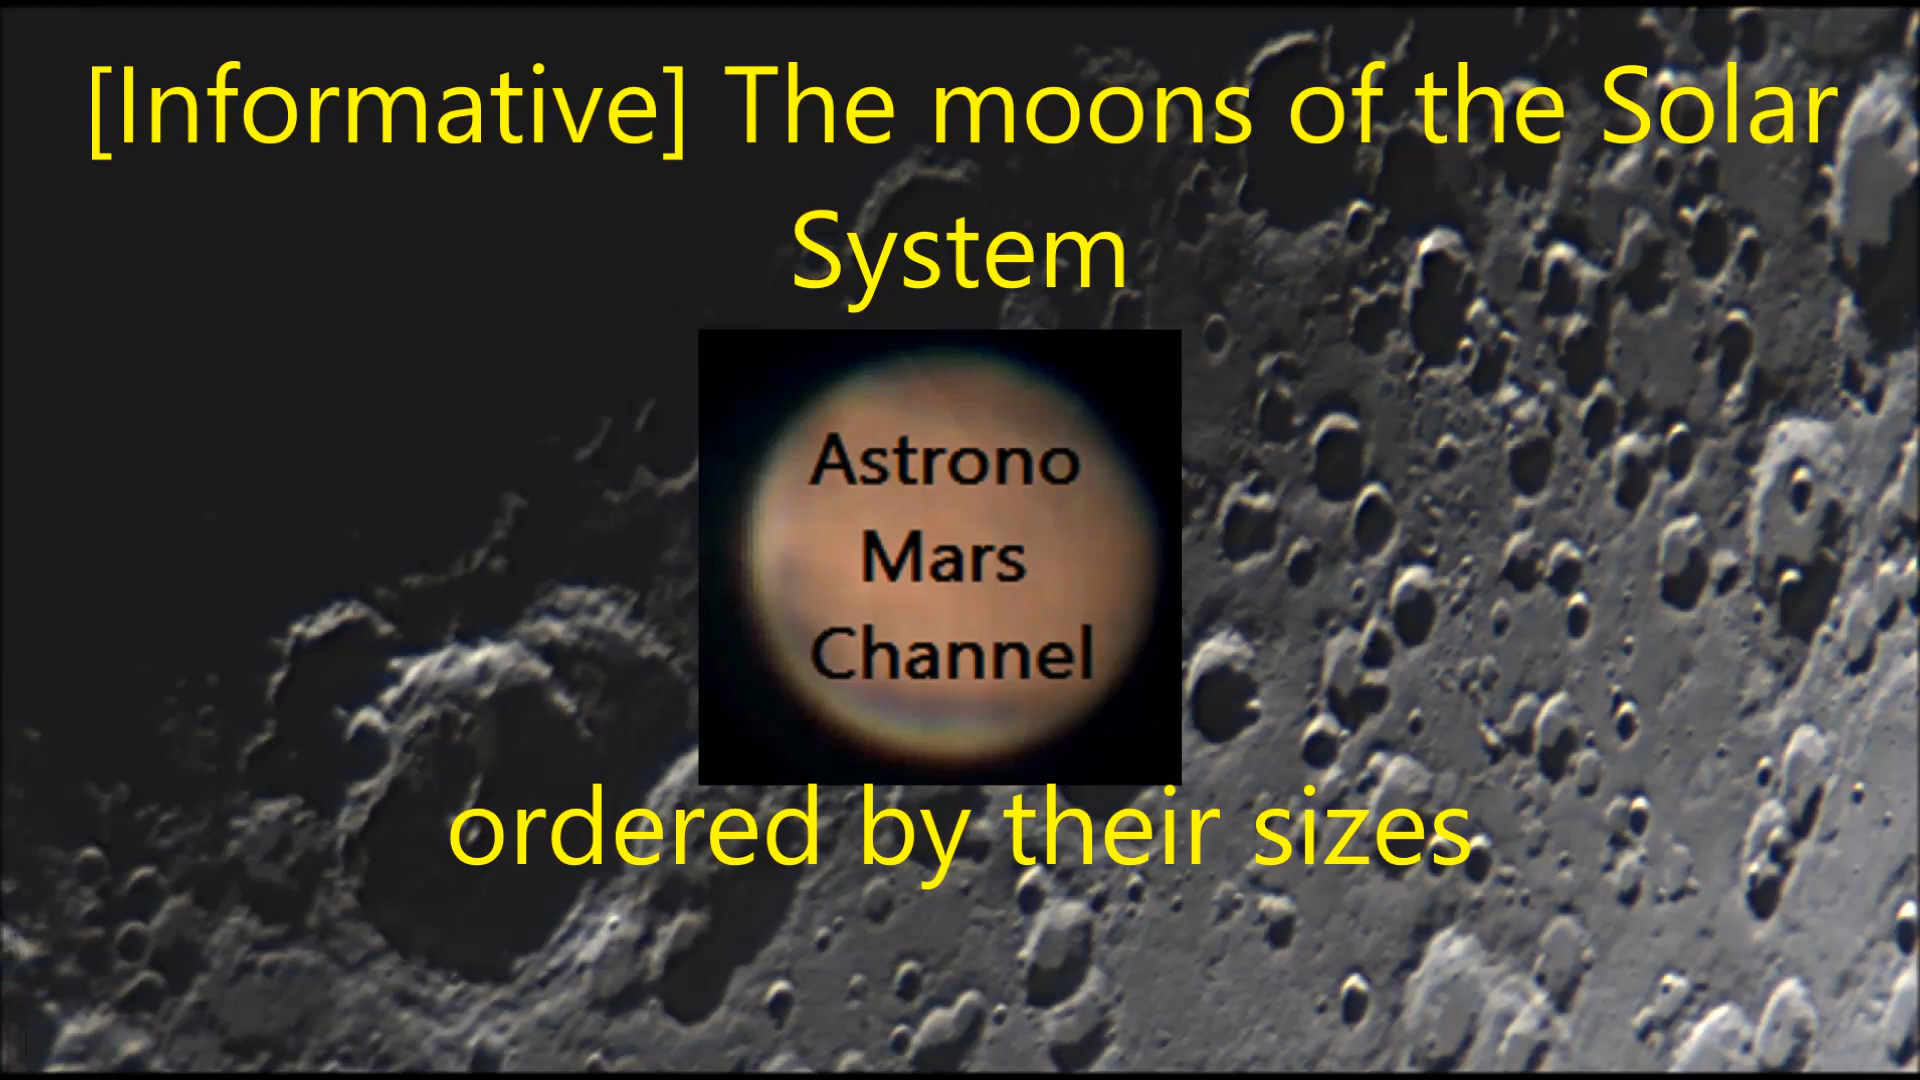 [Informative] The moons of the Solar
System
Astrono
Mars
Channel
ordered by their sizes